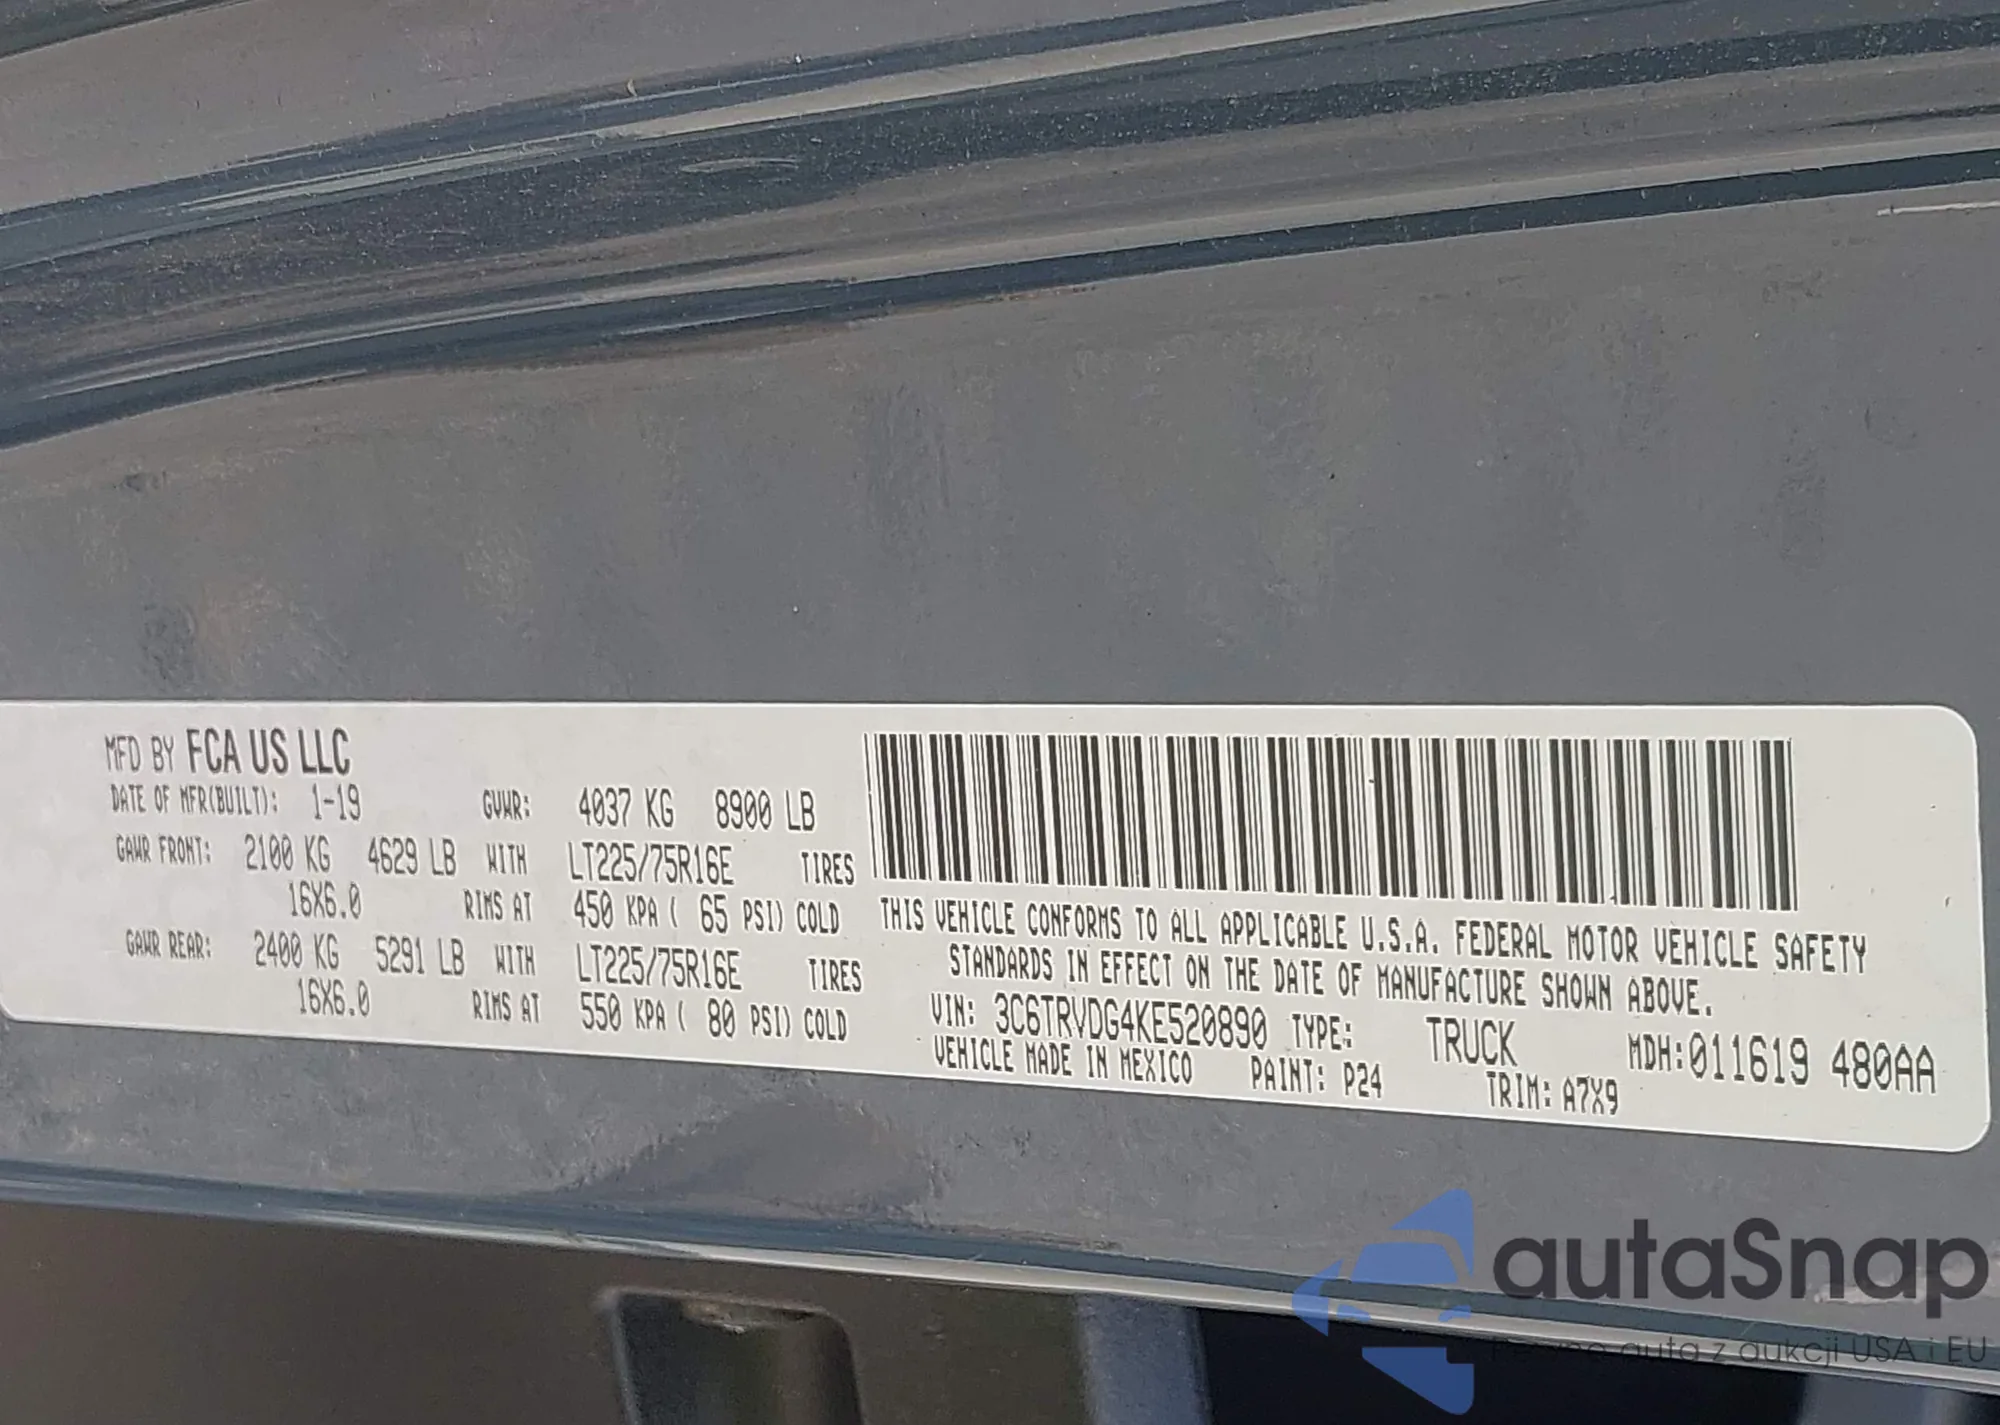 MFD BY FCA US LLC
DATE OF MFR(BUILT): 1-19 GVWR: 4037 KG 8900 LB
GAWR FRONT: 2100 KG 4629 LB WITH LT225/75R16E TIRES
16X6.0 RIMS AT 450 KPA ( 65 PSI) COLD
GAWR REAR: 2400 KG 5291 LB WITH LT225/75R16E TIRES
16X6.0 RIMS AT 550 KPA ( 80 PSI) COLD
THIS VEHICLE CONFORMS TO ALL APPLICABLE U.S.A. FEDERAL MOTOR VEHICLE SAFETY
STANDARDS IN EFFECT ON THE DATE OF MANUFACTURE SHOWN ABOVE.
VIN: 3C6TRVDG4KE520890 TYPE: TRUCK MDH:011619 480AA
VEHICLE MADE IN MEXICO PAINT: P24 TRIM: A7X9
autaSnap
auta z aukcji USA i EU